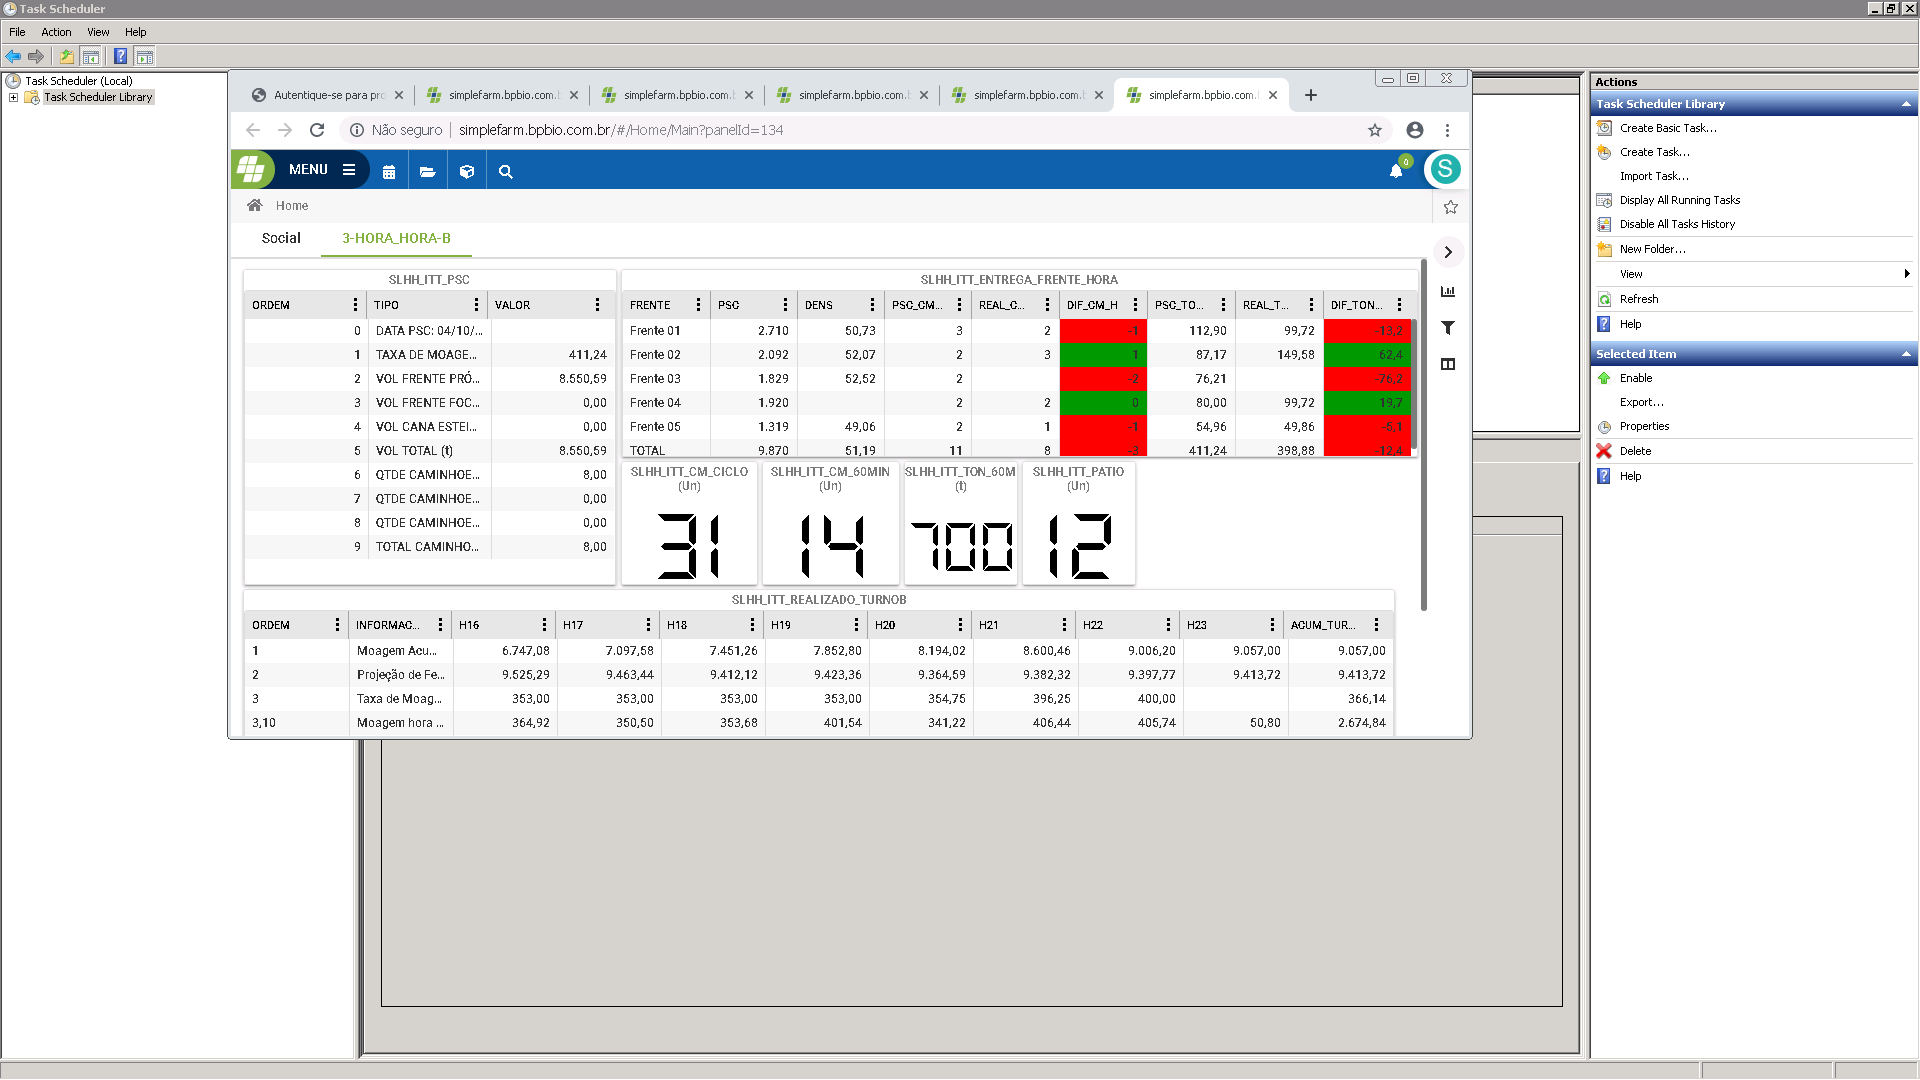 Task Scheduler
File Action View Help
Task Scheduler (Local)
Task Scheduler Library
Autentique-se para pro
simplefarm.bpbio.com.b
simplefarm.bpbio.com.b
simplefarm.bpbio.com.b
simplefarm.bpbio.com.b
simplefarm.bpbio.com.b
Não seguro | simplefarm.bpbio.com.br/#/Home/Main?panelId=134
MENU
0
S
Home
Social 3-HORA_HORA-B
SLHH_ITT_PSC
ORDEM TIPO VALOR
0 DATA PSC: 04/10/...
1 TAXA DE MOAGE... 411,24
2 VOL FRENTE PRÓ... 8.550,59
3 VOL FRENTE FOC... 0,00
4 VOL CANA ESTEI... 0,00
5 VOL TOTAL (t) 8.550,59
6 QTDE CAMINHOE... 8,00
7 QTDE CAMINHOE... 0,00
8 QTDE CAMINHOE... 0,00
9 TOTAL CAMINHO... 8,00
SLHH_ITT_ENTREGA_FRENTE_HORA
FRENTE PSC DENS PSC_CM... REAL_C... DIF_CM_H PSC_TO... REAL_T... DIF_TON...
Frente 01 2.710 50,73 3 2 -1 112,90 99,72 -13,2
Frente 02 2.092 52,07 2 3 1 87,17 149,58 62,4
Frente 03 1.829 52,52 2 -2 76,21 -76,2
Frente 04 1.920 2 2 0 80,00 99,72 19,7
Frente 05 1.319 49,06 2 1 -1 54,96 49,86 -5,1
TOTAL 9.870 51,19 11 8 -3 411,24 398,88 -12,4
SLHH_ITT_CM_CICLO (Un)
31
SLHH_ITT_CM_60MIN (Un)
14
SLHH_ITT_TON_60M (t)
700
SLHH_ITT_PATIO (Un)
12
SLHH_ITT_REALIZADO_TURNOB
ORDEM INFORMAC... H16 H17 H18 H19 H20 H21 H22 H23 ACUM_TUR...
1 Moagem Acu... 6.747,08 7.097,58 7.451,26 7.852,80 8.194,02 8.600,46 9.006,20 9.057,00 9.057,00
2 Projeção de Fe... 9.525,29 9.463,44 9.412,12 9.423,36 9.364,59 9.382,32 9.397,77 9.413,72 9.413,72
3 Taxa de Moag... 353,00 353,00 353,00 353,00 354,75 396,25 400,00 366,14
3,10 Moagem hora ... 364,92 350,50 353,68 401,54 341,22 406,44 405,74 50,80 2.674,84
Actions
Task Scheduler Library
Create Basic Task...
Create Task...
Import Task...
Display All Running Tasks
Disable All Tasks History
New Folder...
View
Refresh
Help
Selected Item
Enable
Export...
Properties
Delete
Help